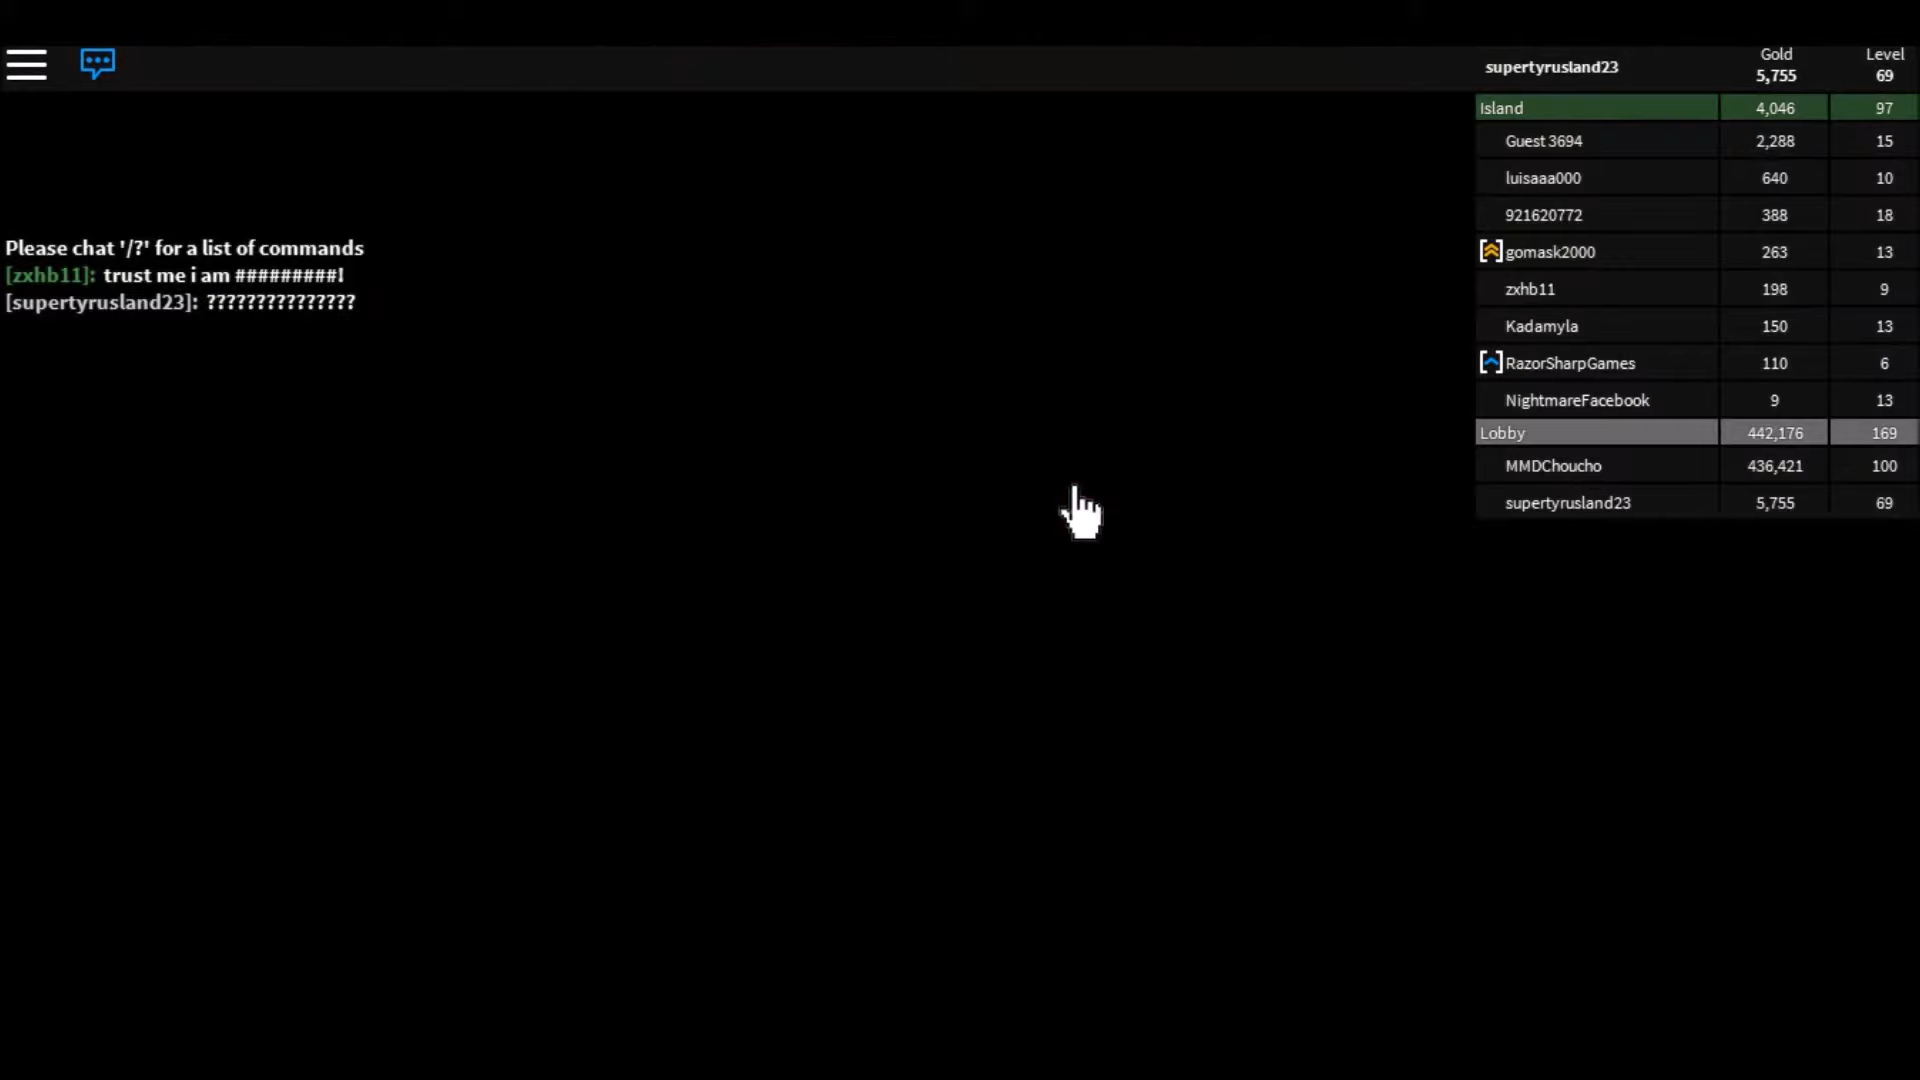 supertyrusland23 Gold 5,755 Level 69
Island 4,046 97
Guest 3694 2,288 15
luisaaa000 640 10
921620772 388 18
gomask2000 263 13
zxhb11 198 9
Kadamyla 150 13
RazorSharpGames 110 6
NightmareFacebook 9 13
Lobby 442,176 169
MMDChoucho 436,421 100
supertyrusland23 5,755 69
Please chat '/?' for a list of commands
[zxhb11]: trust me i am #########!
[supertyrusland23]: ???????????????